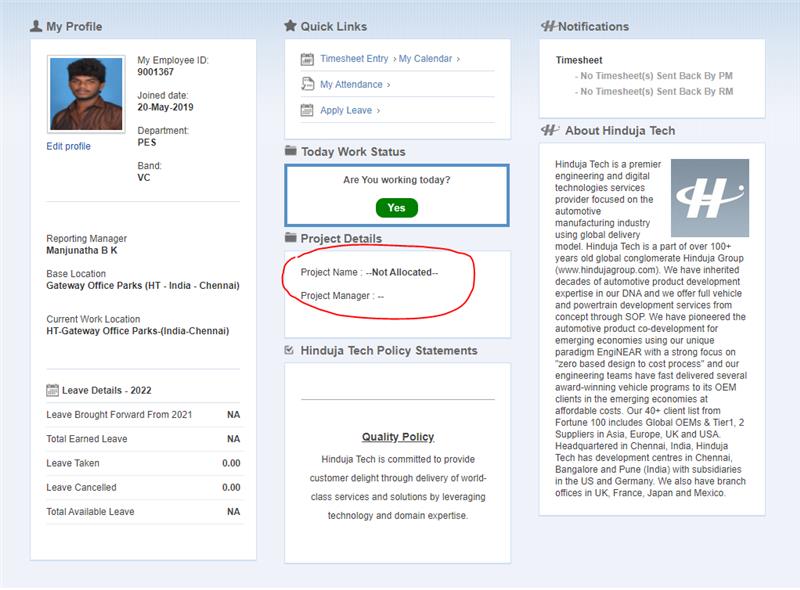 My Profile
My Employee ID:
9001367
Joined date:
20-May-2019
Department:
PES
Band:
VC
Edit profile
Reporting Manager
Manjunatha B K
Base Location
Gateway Office Parks (HT - India - Chennai)
Current Work Location
HT-Gateway Office Parks-(India-Chennai)
Leave Details - 2022
Leave Brought Forward From 2021 NA
Total Earned Leave NA
Leave Taken 0.00
Leave Cancelled 0.00
Total Available Leave NA
Quick Links
Timesheet Entry › My Calendar ›
My Attendance ›
Apply Leave ›
Today Work Status
Are You working today?
Yes
Project Details
Project Name : --Not Allocated--
Project Manager : --
Hinduja Tech Policy Statements
Quality Policy
Hinduja Tech is committed to provide
customer delight through delivery of world-
class services and solutions by leveraging
technology and domain expertise.
Notifications
Timesheet
- No Timesheet(s) Sent Back By PM
- No Timesheet(s) Sent Back By RM
About Hinduja Tech
Hinduja Tech is a premier
engineering and digital
technologies services
provider focused on the
automotive
manufacturing industry
using global delivery
model. Hinduja Tech is a part of over 100+
years old global conglomerate Hinduja Group
(www.hindujagroup.com). We have inherited
decades of automotive product development
expertise in our DNA and we offer full vehicle
and powertrain development services from
concept through SOP. We have pioneered the
automotive product co-development for
emerging economies using our unique
paradigm EngiNEAR with a strong focus on
"zero based design to cost process" and our
engineering teams have fast delivered several
award-winning vehicle programs to its OEM
clients in the emerging economies at
affordable costs. Our 40+ client list from
Fortune 100 includes Global OEMs & Tier1, 2
Suppliers in Asia, Europe, UK and USA.
Headquartered in Chennai, India, Hinduja
Tech has development centres in Chennai,
Bangalore and Pune (India) with subsidiaries
in the US and Germany. We also have branch
offices in UK, France, Japan and Mexico.